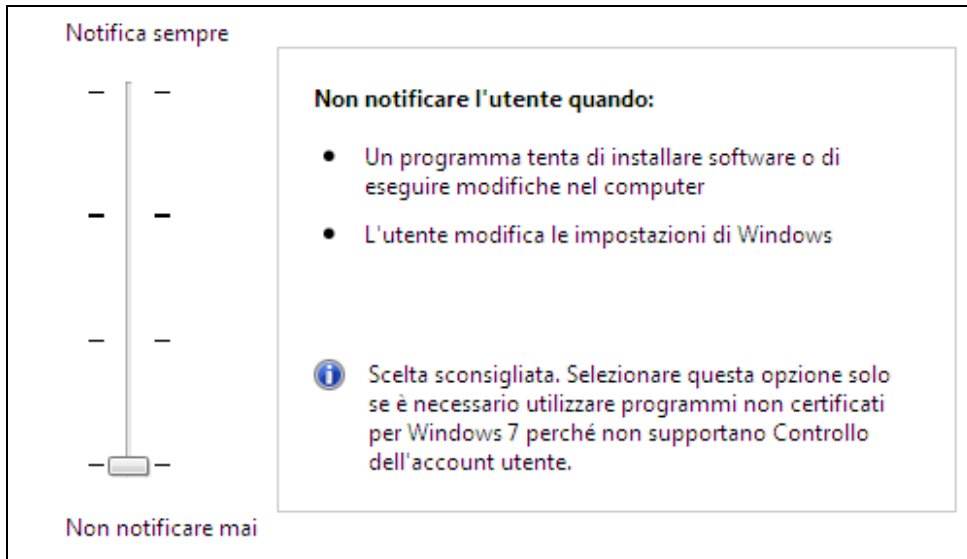 Notifica sempre
Non notificare l'utente quando:
Un programma tenta di installare software o di
eseguire modifiche nel computer
L'utente modifica le impostazioni di Windows
Scelta sconsigliata. Selezionare questa opzione solo
se è necessario utilizzare programmi non certificati
per Windows 7 perché non supportano Controllo
dell'account utente.
Non notificare mai